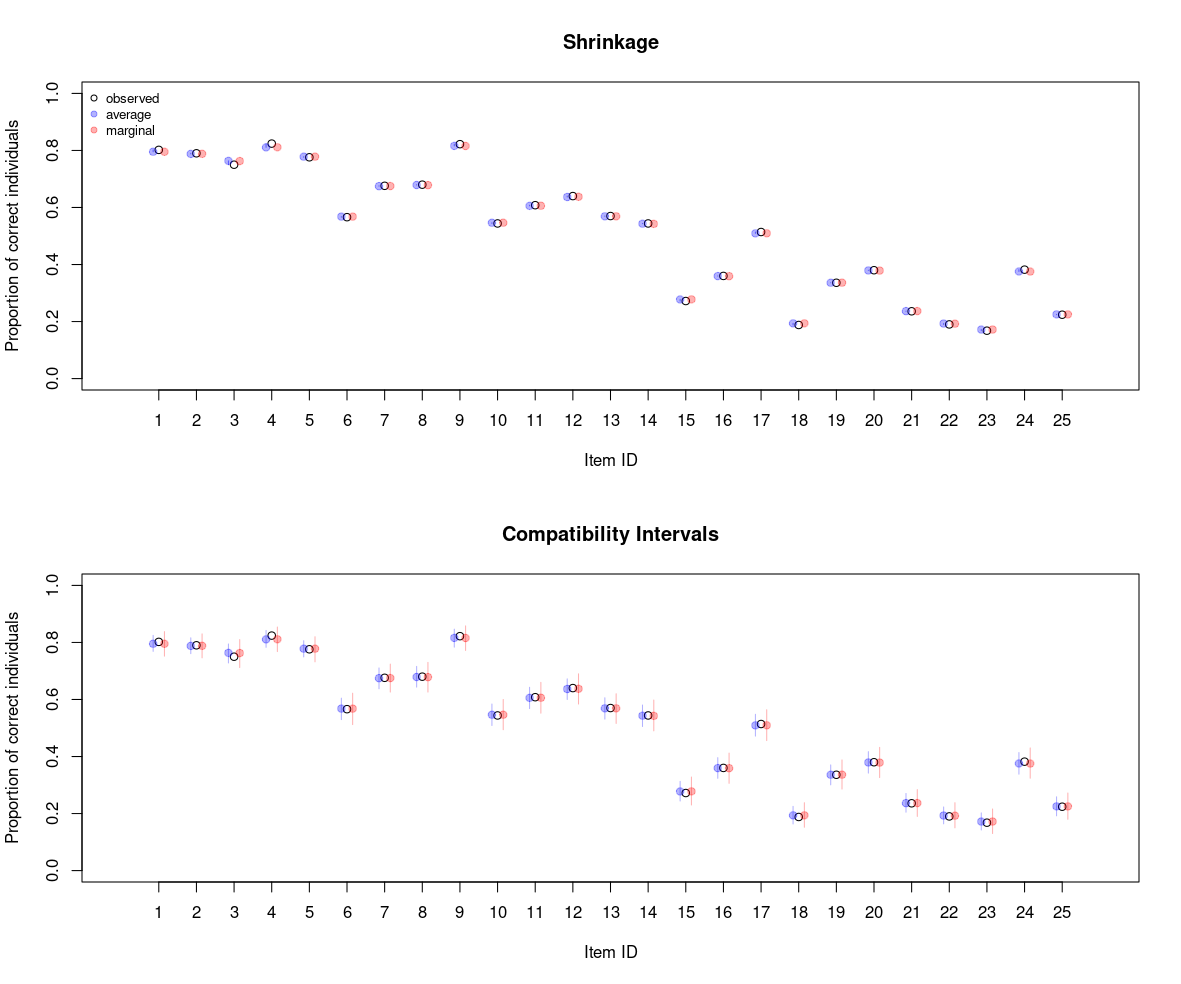 Shrinkage
Proportion of correct individuals
1.0
0.8
0.6
0.4
0.2
0.0
observed
average
marginal
1 2 3 4 5 6 7 8 9 10 11 12 13 14 15 16 17 18 19 20 21 22 23 24 25
Item ID
Compatibility Intervals
Proportion of correct individuals
1.0
0.8
0.6
0.4
0.2
0.0
1 2 3 4 5 6 7 8 9 10 11 12 13 14 15 16 17 18 19 20 21 22 23 24 25
Item ID